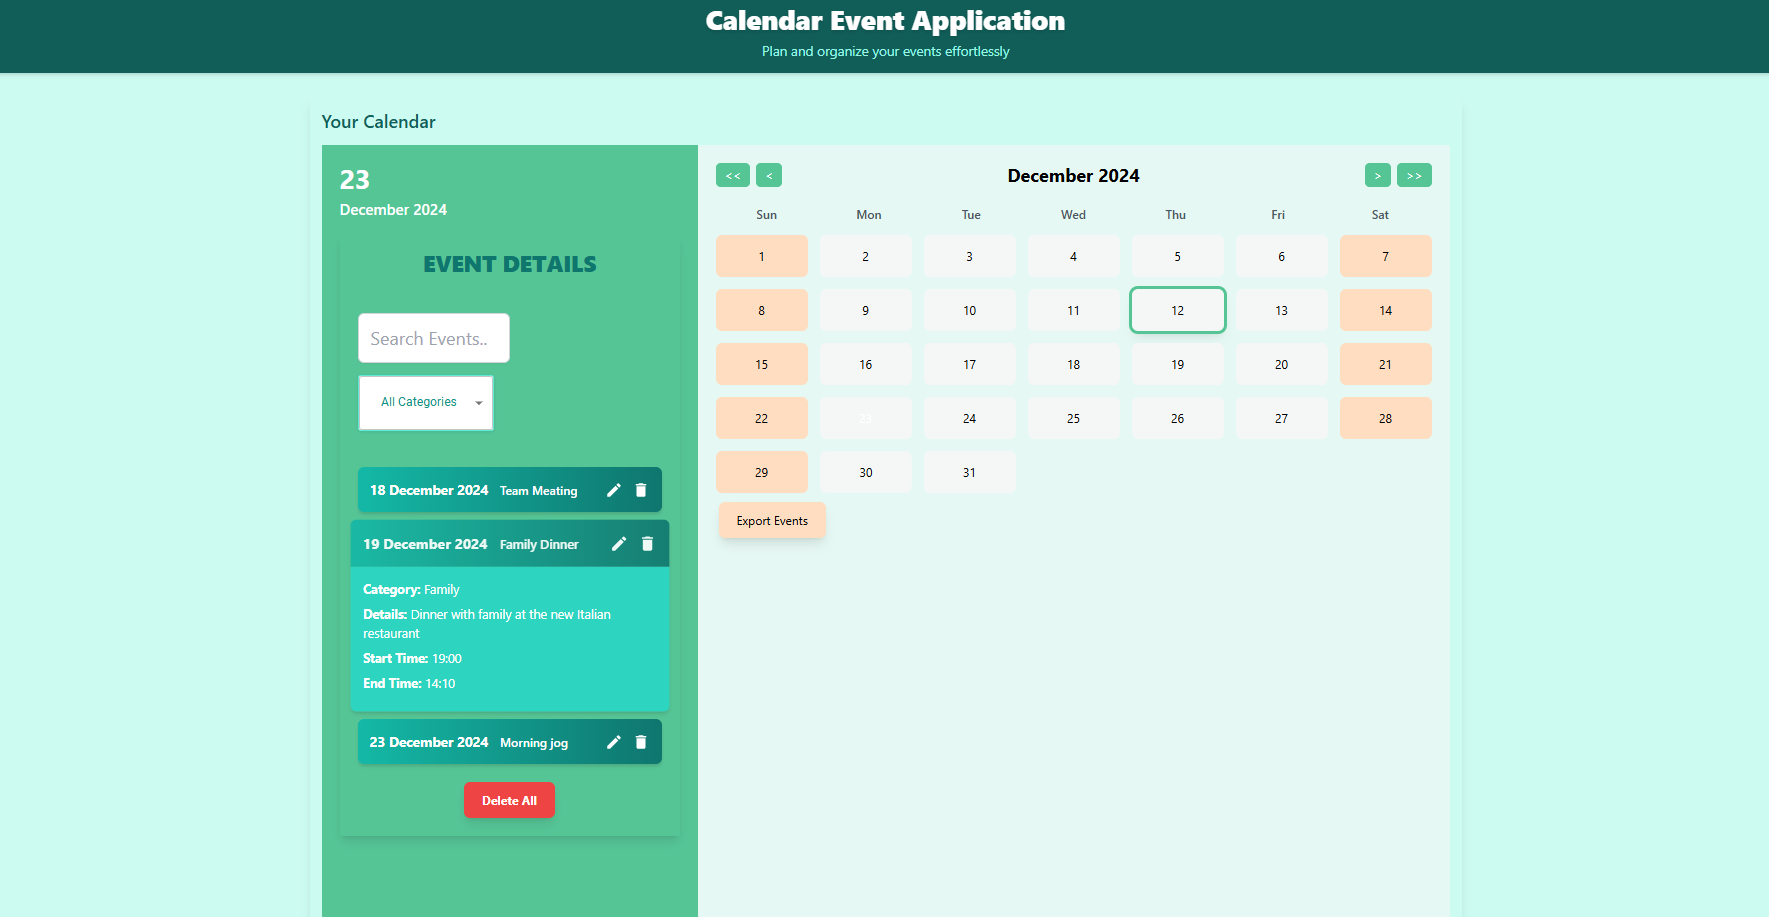 Calendar Event Application
Plan and organize your events effortlessly
Your Calendar
23
December 2024
EVENT DETAILS
Search Events..
All Categories
18 December 2024 Team Meating
19 December 2024 Family Dinner
Category: Family
Details: Dinner with family at the new Italian
restaurant
Start Time: 19:00
End Time: 14:10
23 December 2024 Morning jog
Delete All
<< < December 2024 > >>
Sun Mon Tue Wed Thu Fri Sat
1 2 3 4 5 6 7
8 9 10 11 12 13 14
15 16 17 18 19 20 21
22 23 24 25 26 27 28
29 30 31
Export Events